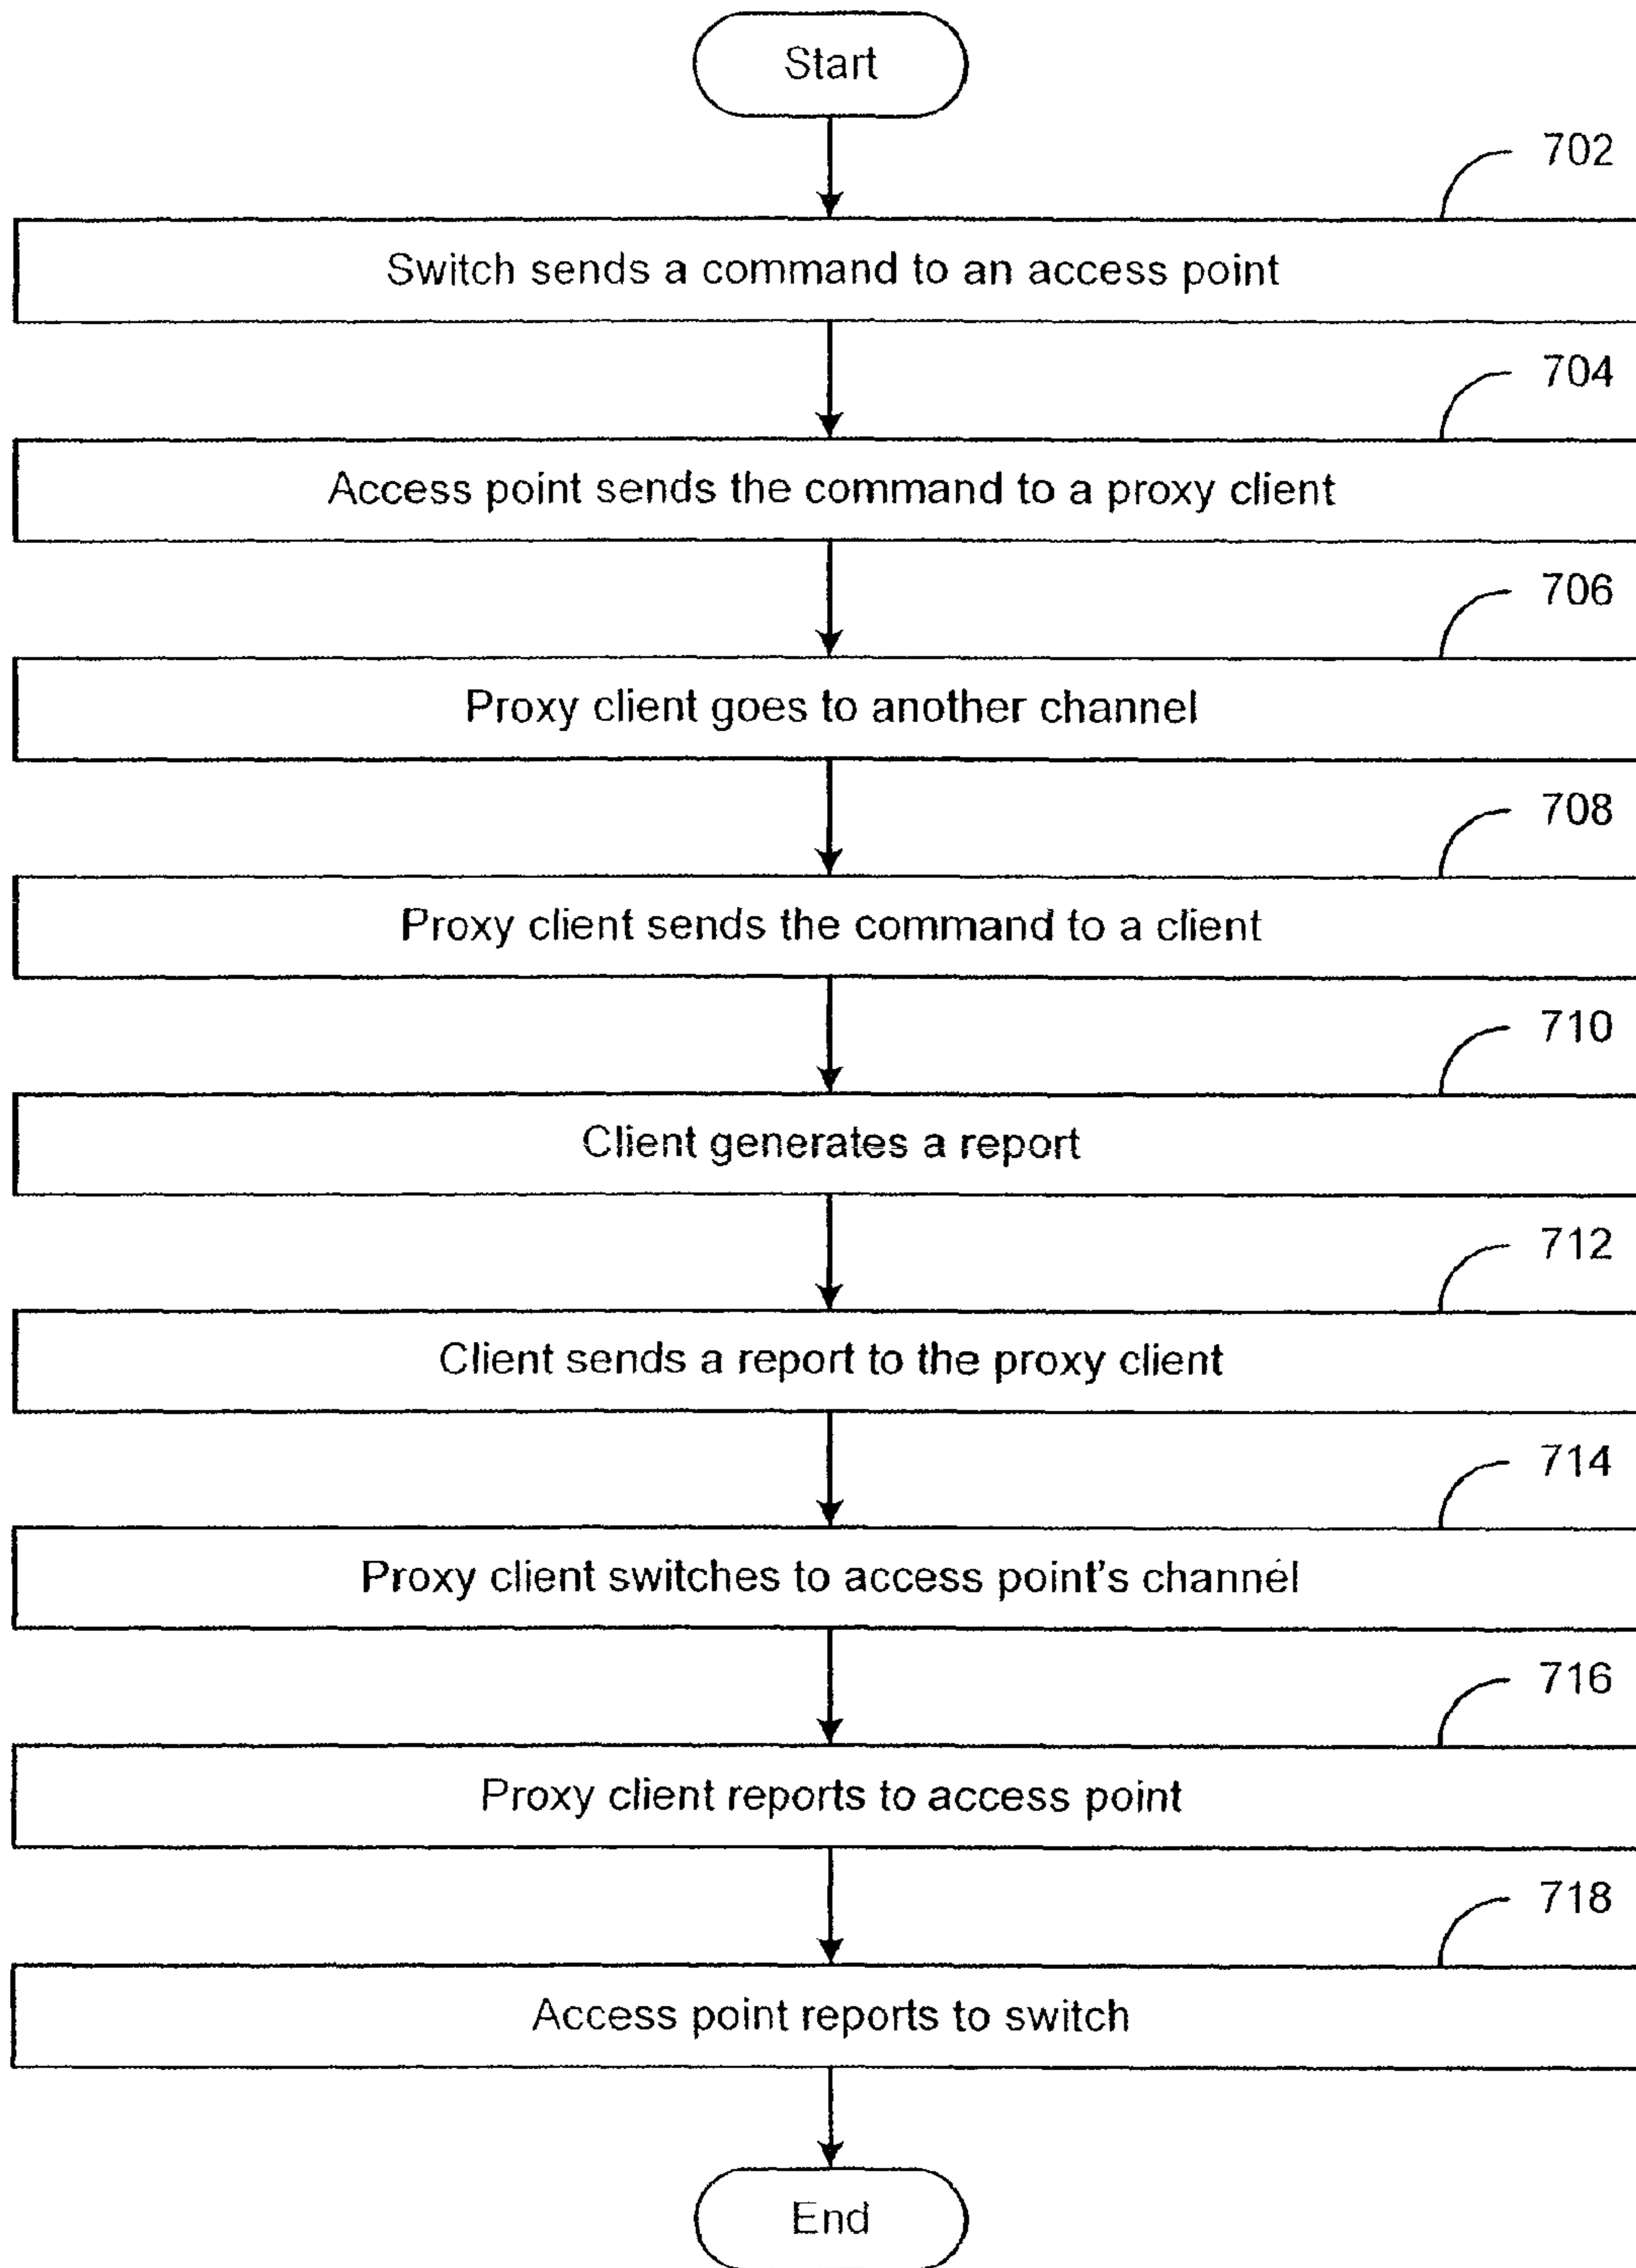 Start
702
Switch sends a command to an access point
704
Access point sends the command to a proxy client
706
Proxy client goes to another channel
708
Proxy client sends the command to a client
710
Client generates a report
712
Client sends a report to the proxy client
714
Proxy client switches to access point's channel
716
Proxy client reports to access point
718
Access point reports to switch
End